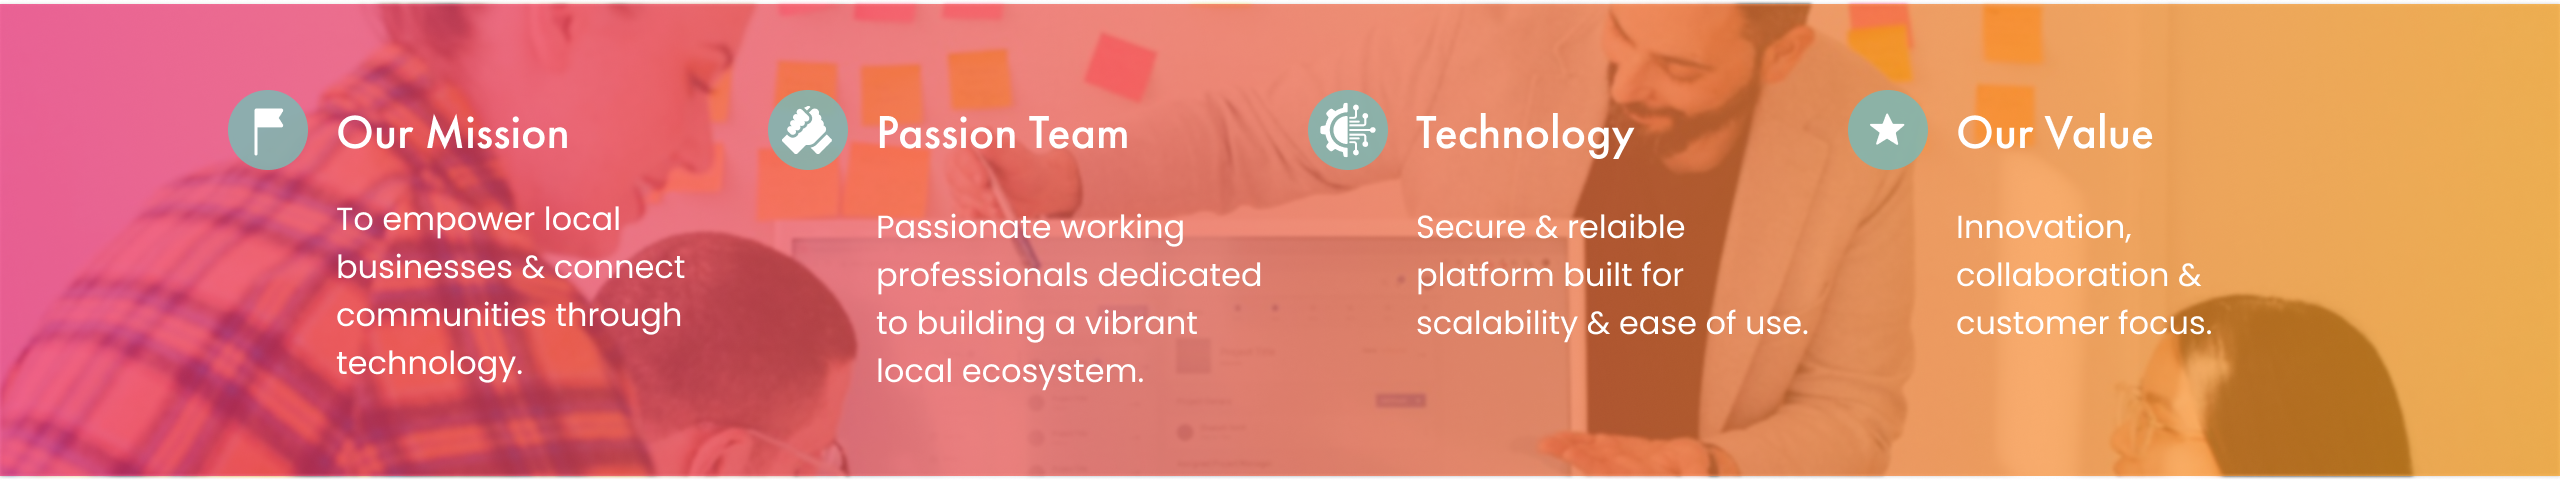 Our Mission
To empower local
businesses & connect
communities through
technology.
Passion Team
Passionate working
professionals dedicated
to building a vibrant
local ecosystem.
Technology
Secure & relaible
platform built for
scalability & ease of use.
Our Value
Innovation,
collaboration &
customer focus.